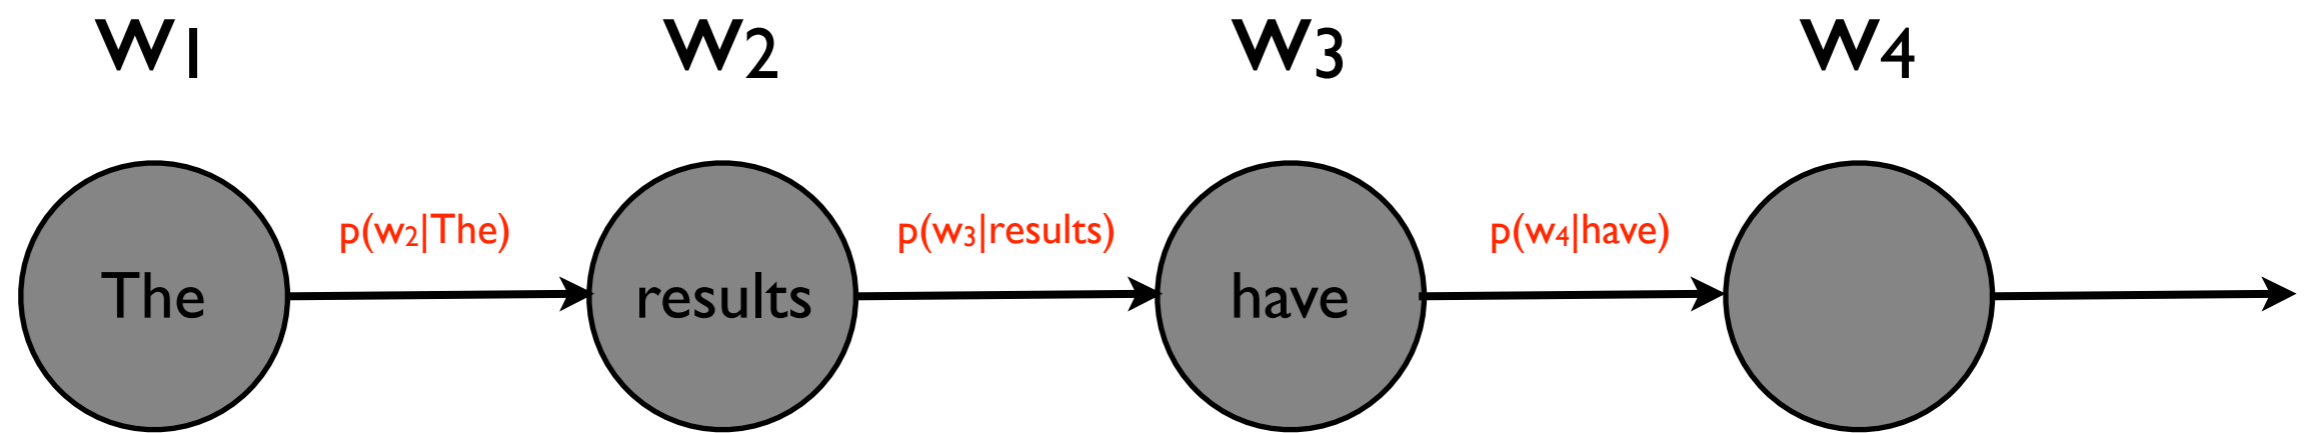 w1 w2 w3 w4
p(w2|The) p(w3|results) p(w4|have)
The results have